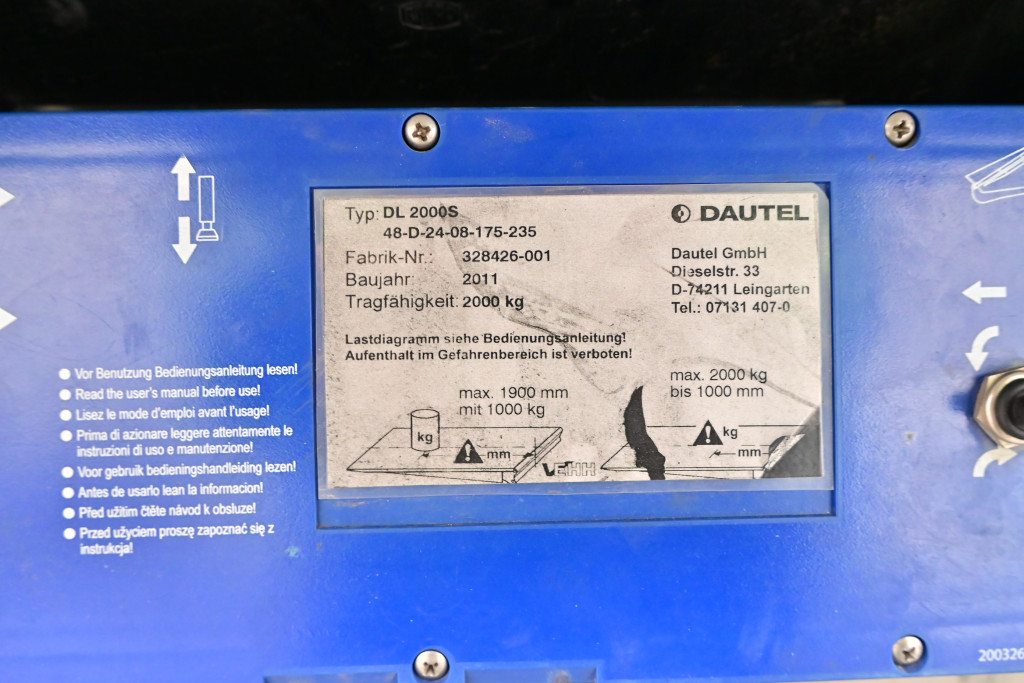 Typ: DL 2000S
48-D-24-08-175-235
Fabrik-Nr.: 328426-001
Baujahr: 2011
Tragfähigkeit: 2000 kg
DAUTEL
Dautel GmbH
Dieselstr. 33
D-74211 Leingarten
Tel.: 07131 407-0
Lastdiagramm siehe Bedienungsanleitung!
Aufenthalt im Gefahrenbereich ist verboten!
max. 1900 mm
mit 1000 kg
kg
mm
max. 2000 kg
bis 1000 mm
kg
mm
VEHH
Vor Benutzung Bedienungsanleitung lesen!
Read the user's manual before use!
Lisez le mode d'emploi avant l'usage!
Prima di azionare leggere attentamente le
instruzioni di uso e manutenzione!
Voor gebruik bedieningshandleiding lezen!
Antes de usarlo lean la informacion!
Před užitim čtěte návod k obsluze!
Przed użyciem proszę zapoznać się z
instrukcja!
200326